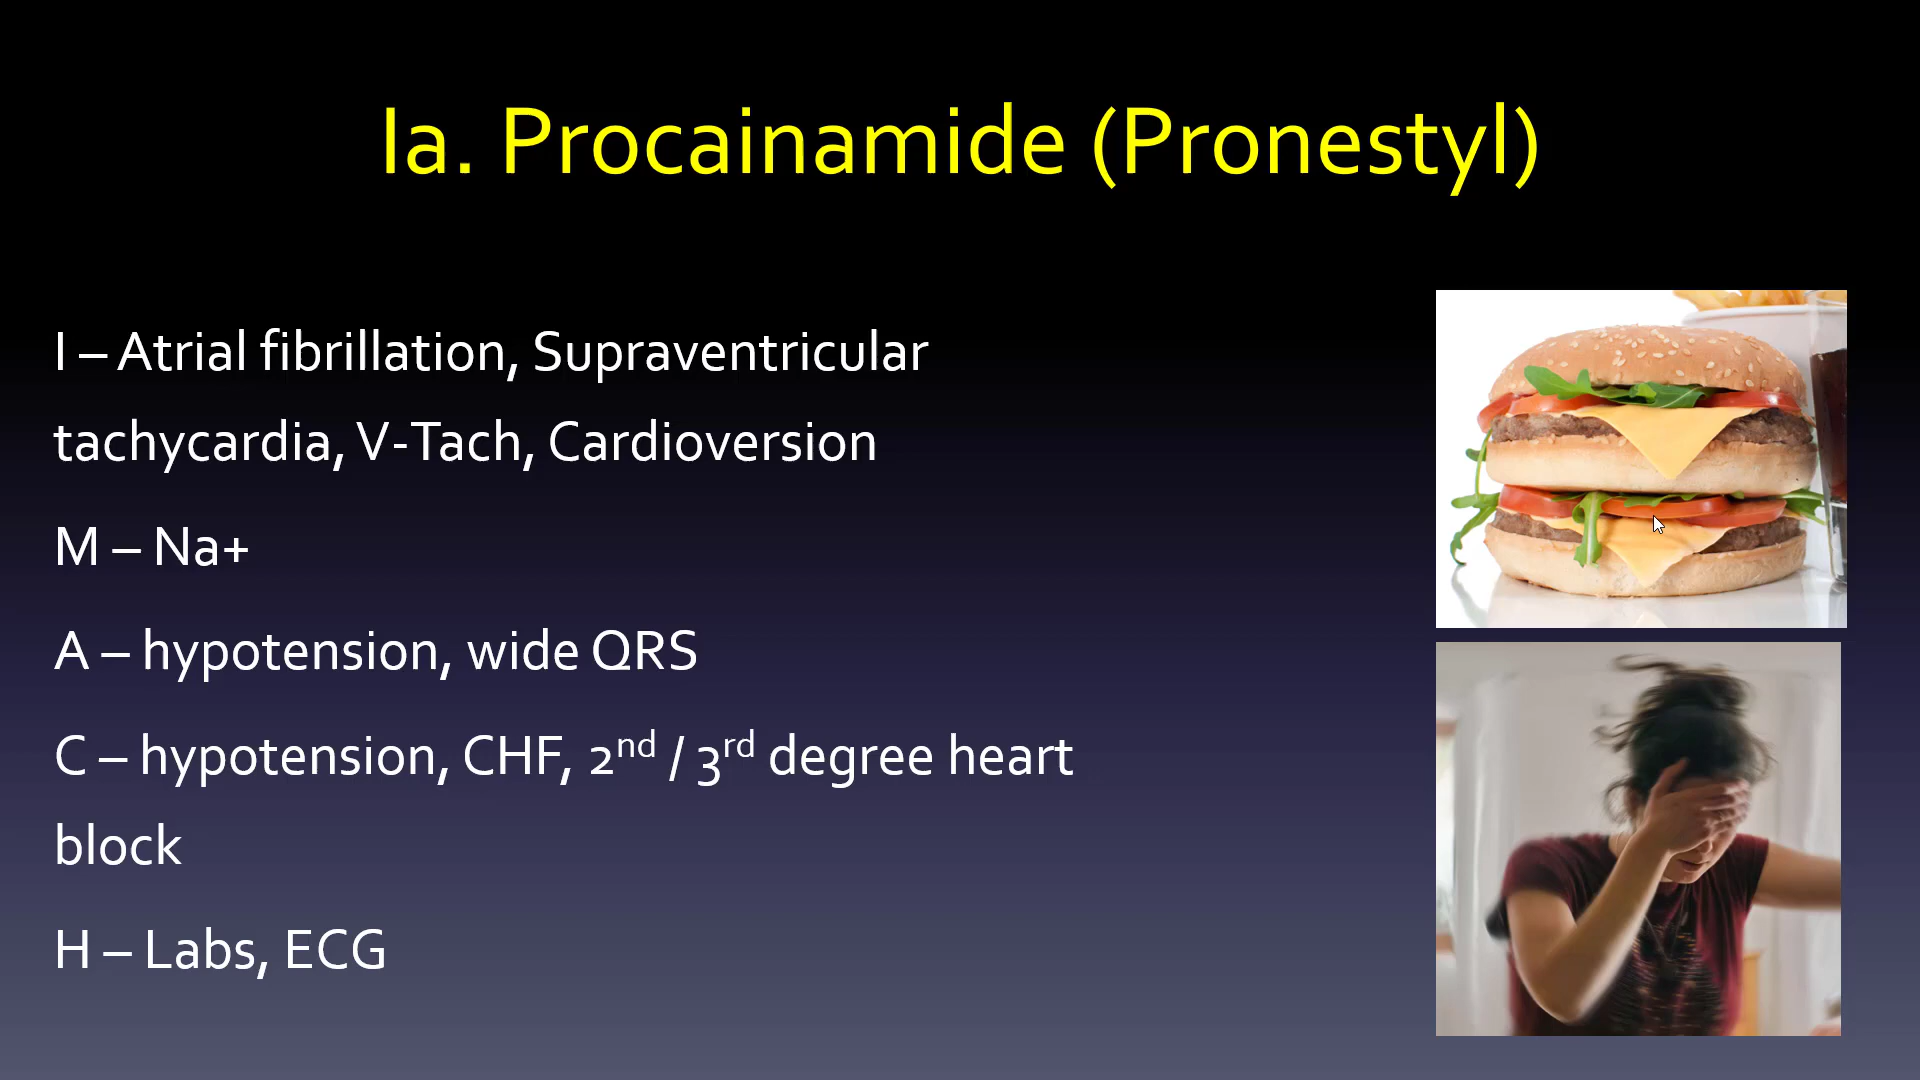 Ia. Procainamide (Pronestyl)
I – Atrial fibrillation, Supraventricular
tachycardia, V-Tach, Cardioversion
M – Na+
A – hypotension, wide QRS
C – hypotension, CHF, 2nd / 3rd degree heart
block
H – Labs, ECG